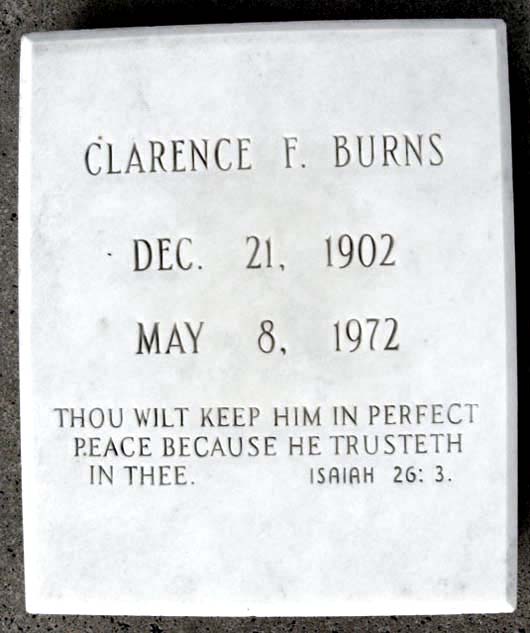 CLARENCE F. BURNS
DEC. 21, 1902
MAY 8, 1972
THOU WILT KEEP HIM IN PERFECT
PEACE BECAUSE HE TRUSTETH
IN THEE. ISAIAH 26: 3.